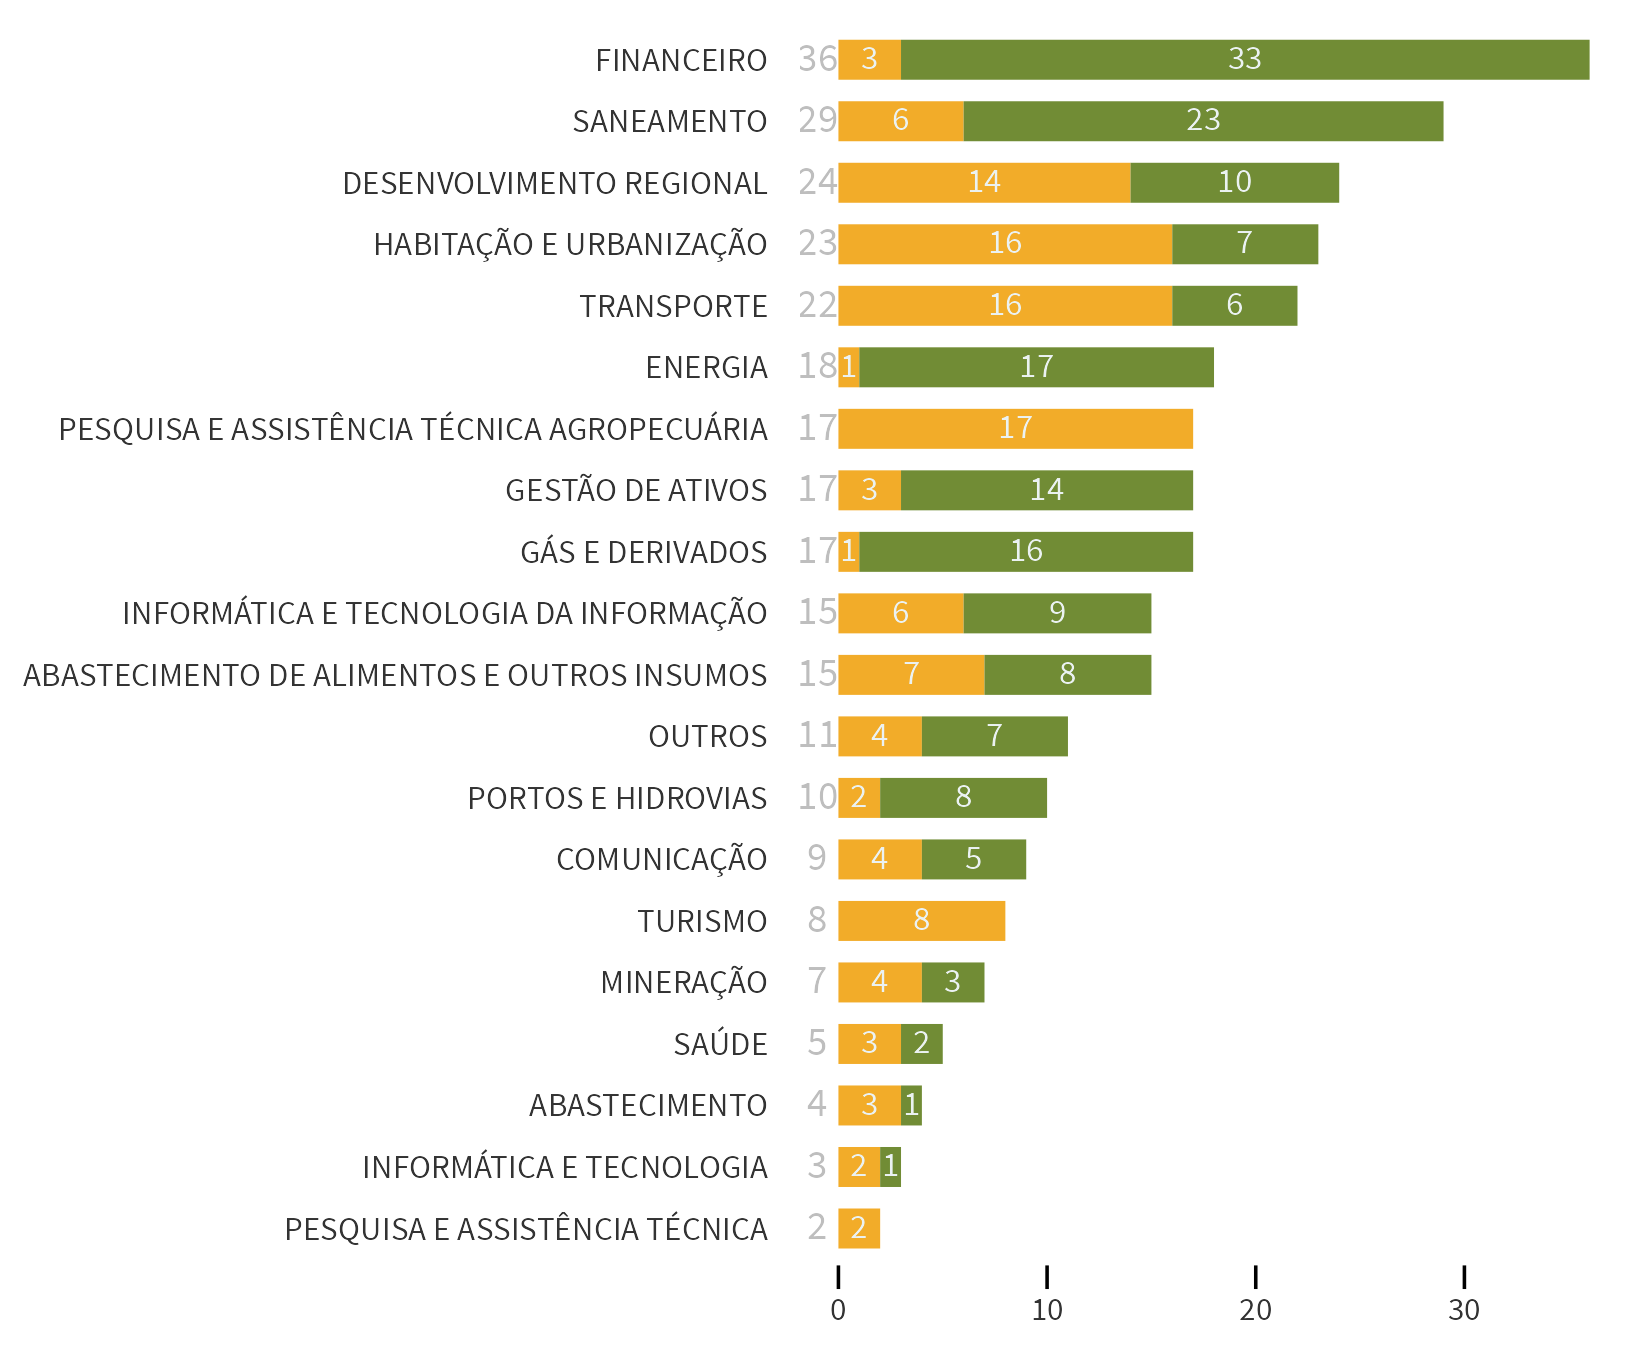 FINANCEIRO 36 3 33
SANEAMENTO 29 6 23
DESENVOLVIMENTO REGIONAL 24 14 10
HABITAÇÃO E URBANIZAÇÃO 23 16 7
TRANSPORTE 22 16 6
ENERGIA 18 1 17
PESQUISA E ASSISTÊNCIA TÉCNICA AGROPECUÁRIA 17 17
GESTÃO DE ATIVOS 17 3 14
GÁS E DERIVADOS 17 1 16
INFORMÁTICA E TECNOLOGIA DA INFORMAÇÃO 15 6 9
ABASTECIMENTO DE ALIMENTOS E OUTROS INSUMOS 15 7 8
OUTROS 11 4 7
PORTOS E HIDROVIAS 10 2 8
COMUNICAÇÃO 9 4 5
TURISMO 8 8
MINERAÇÃO 7 4 3
SAÚDE 5 3 2
ABASTECIMENTO 4 3 1
INFORMÁTICA E TECNOLOGIA 3 2 1
PESQUISA E ASSISTÊNCIA TÉCNICA 2 2
0 10 20 30